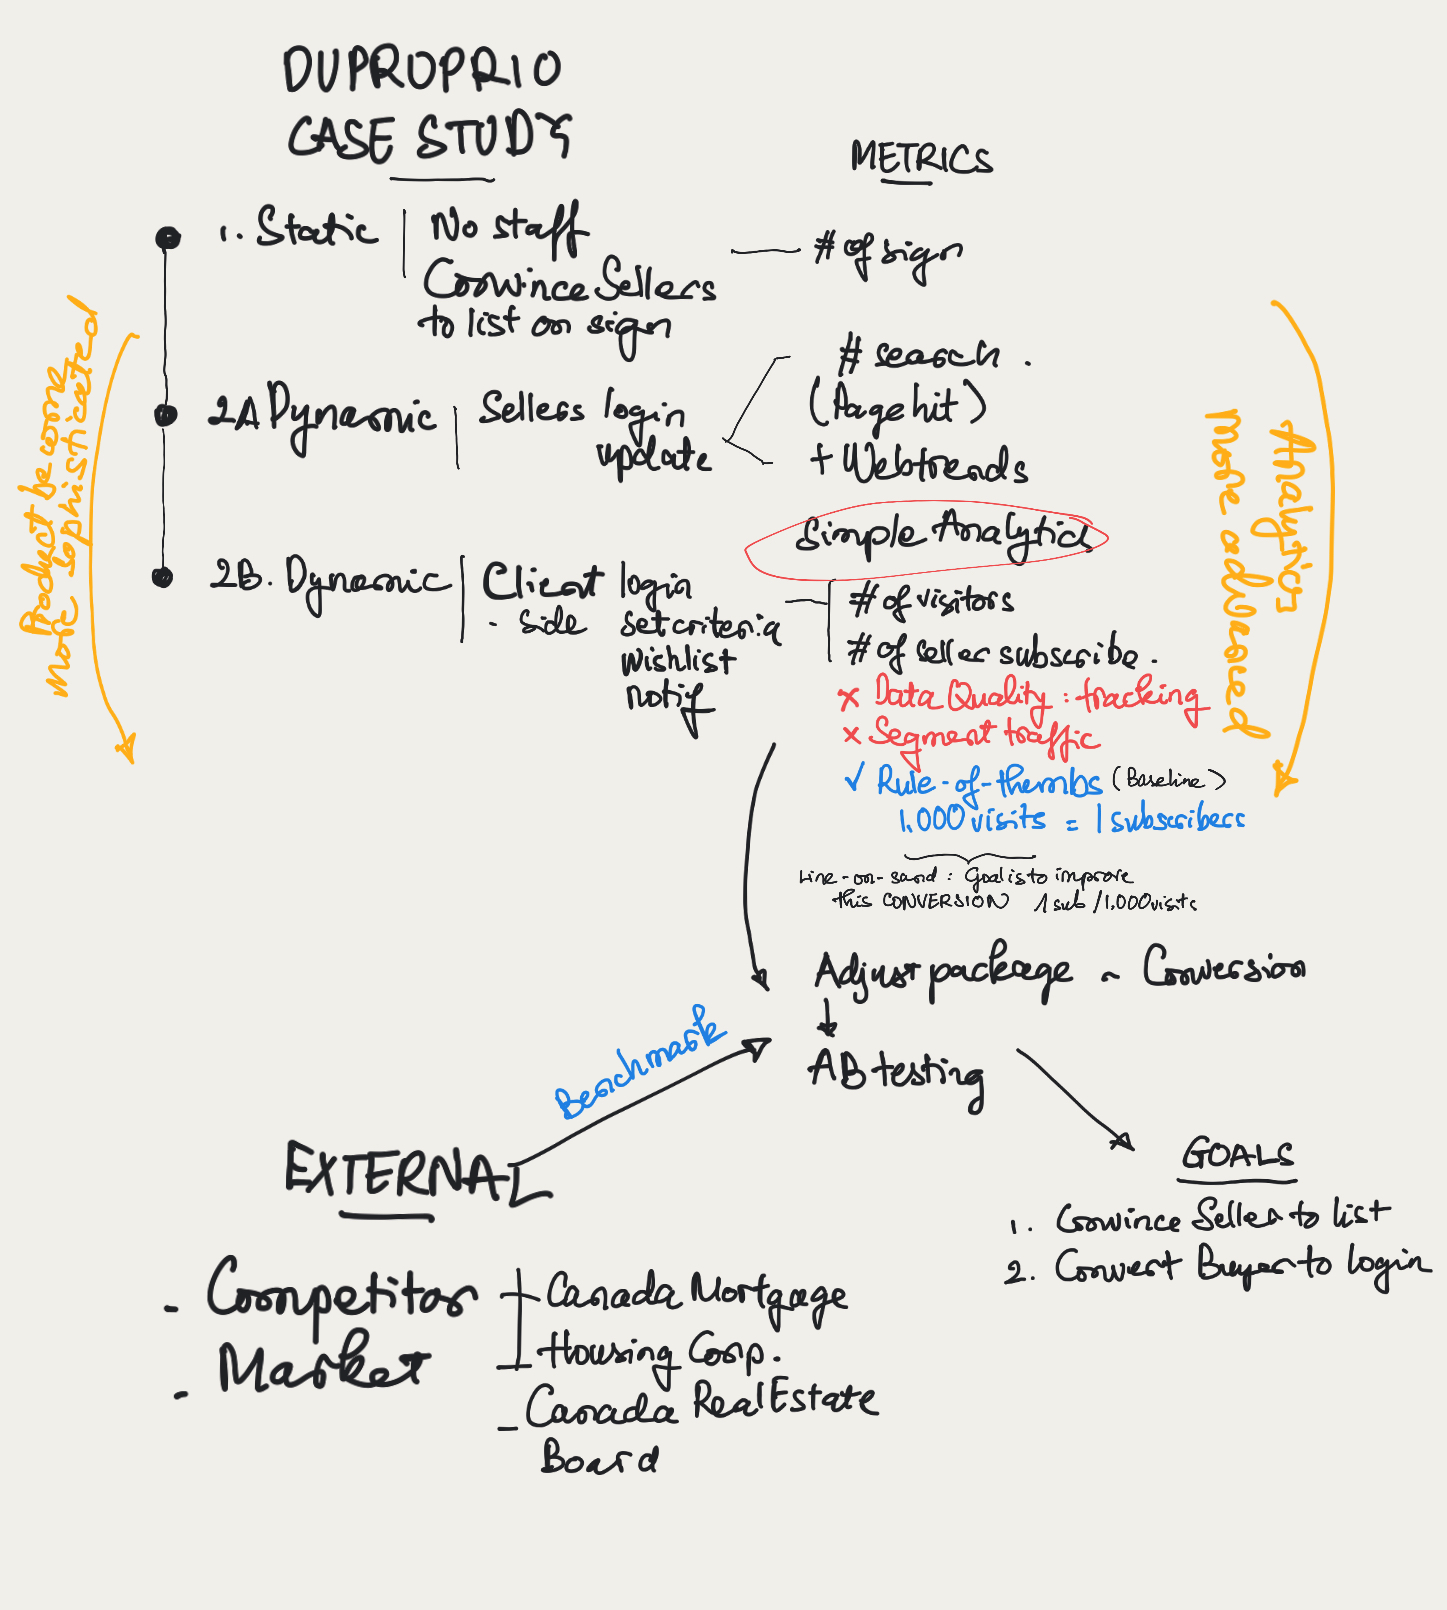 DUPROPRIO
CASE STUDY
METRICS
1. Static
No staff
Convince Sellers
to list on sign
# of sign
Product become
more sophisticated
2A Dynamic
Sellers login
update
# search.
(Page hit)
+ Webtrends
Simple Analytics
Analytics
More advanced
2B. Dynamic
Client login
- side set criteria
wishlist
notif
# of visitors
# of seller subscribe.
x Data Quality : tracking
x Segment traffic
✓ Rule-of-thumbs (Baseline)
1,000 visits = 1 subscribers
Line-on-sand : Goal is to improve
this CONVERSION 1 sub / 1,000 visits
Adjust package ~ Conversion
AB testing
Benchmark
EXTERNAL
- Competitor
- Market
Canada Mortgage
Housing Corp.
- Canada Real Estate
Board
GOALS
1. Convince Seller to list
2. Convert Buyer to login